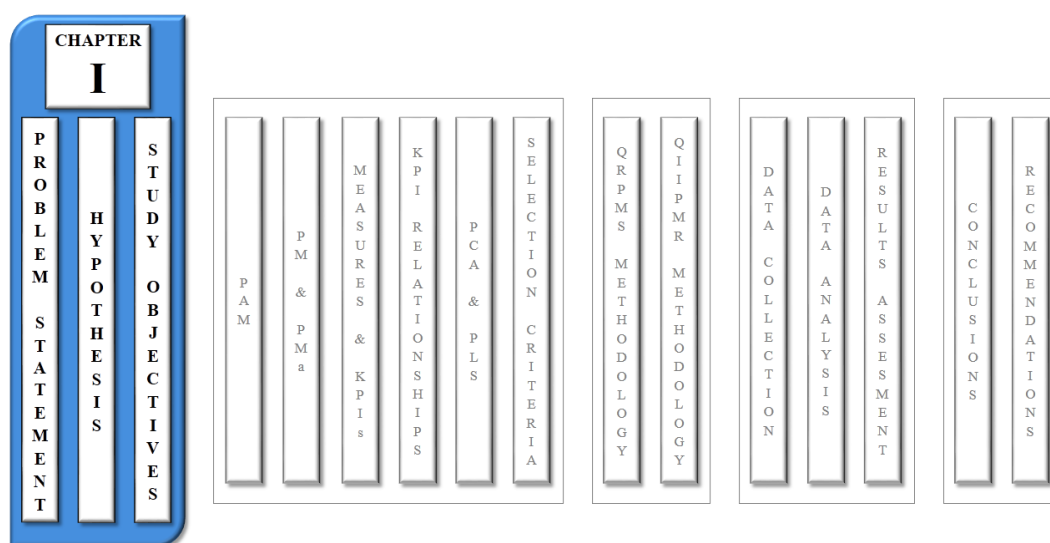 CHAPTER
I
PROBLEM STATEMENT
HYPOTHESIS
STUDY OBJECTIVES
PAM
PM & PMa
MEASURES & KPIs
KPI RELATIONSHIPS
PCA & PLS
SELECTION CRITERIA
QRPMS METHODOLOGY
QIIPMR METHODOLOGY
DATA COLLECTION
DATA ANALYSIS
RESULTS ASSESMENT
CONCLUSIONS
RECOMMENDATIONS